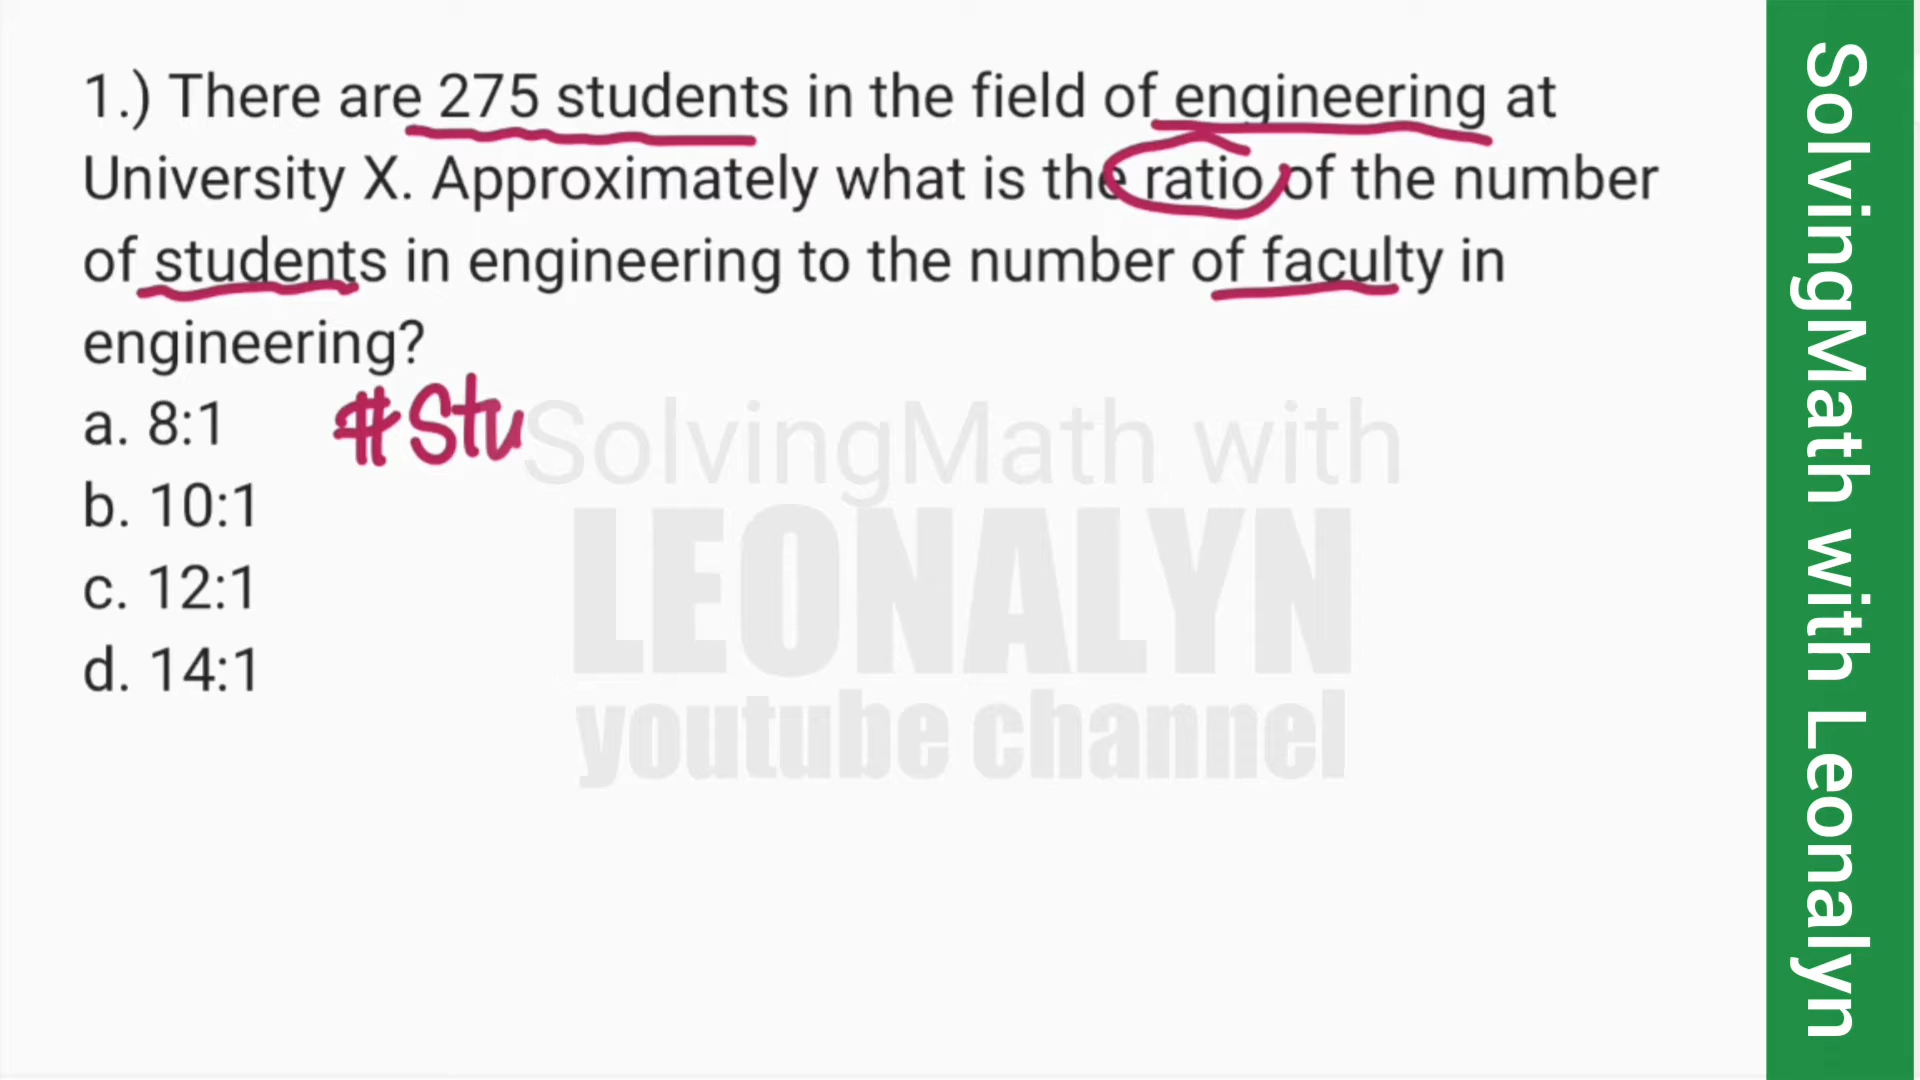 1.) There are 275 students in the field of engineering at
University X. Approximately what is the ratio of the number
of students in engineering to the number of faculty in
engineering?
a. 8:1
#Stu
b. 10:1
c. 12:1
d. 14:1
SolvingMath with
LEONALYN
youtube channel
SolvingMath with Leonalyn